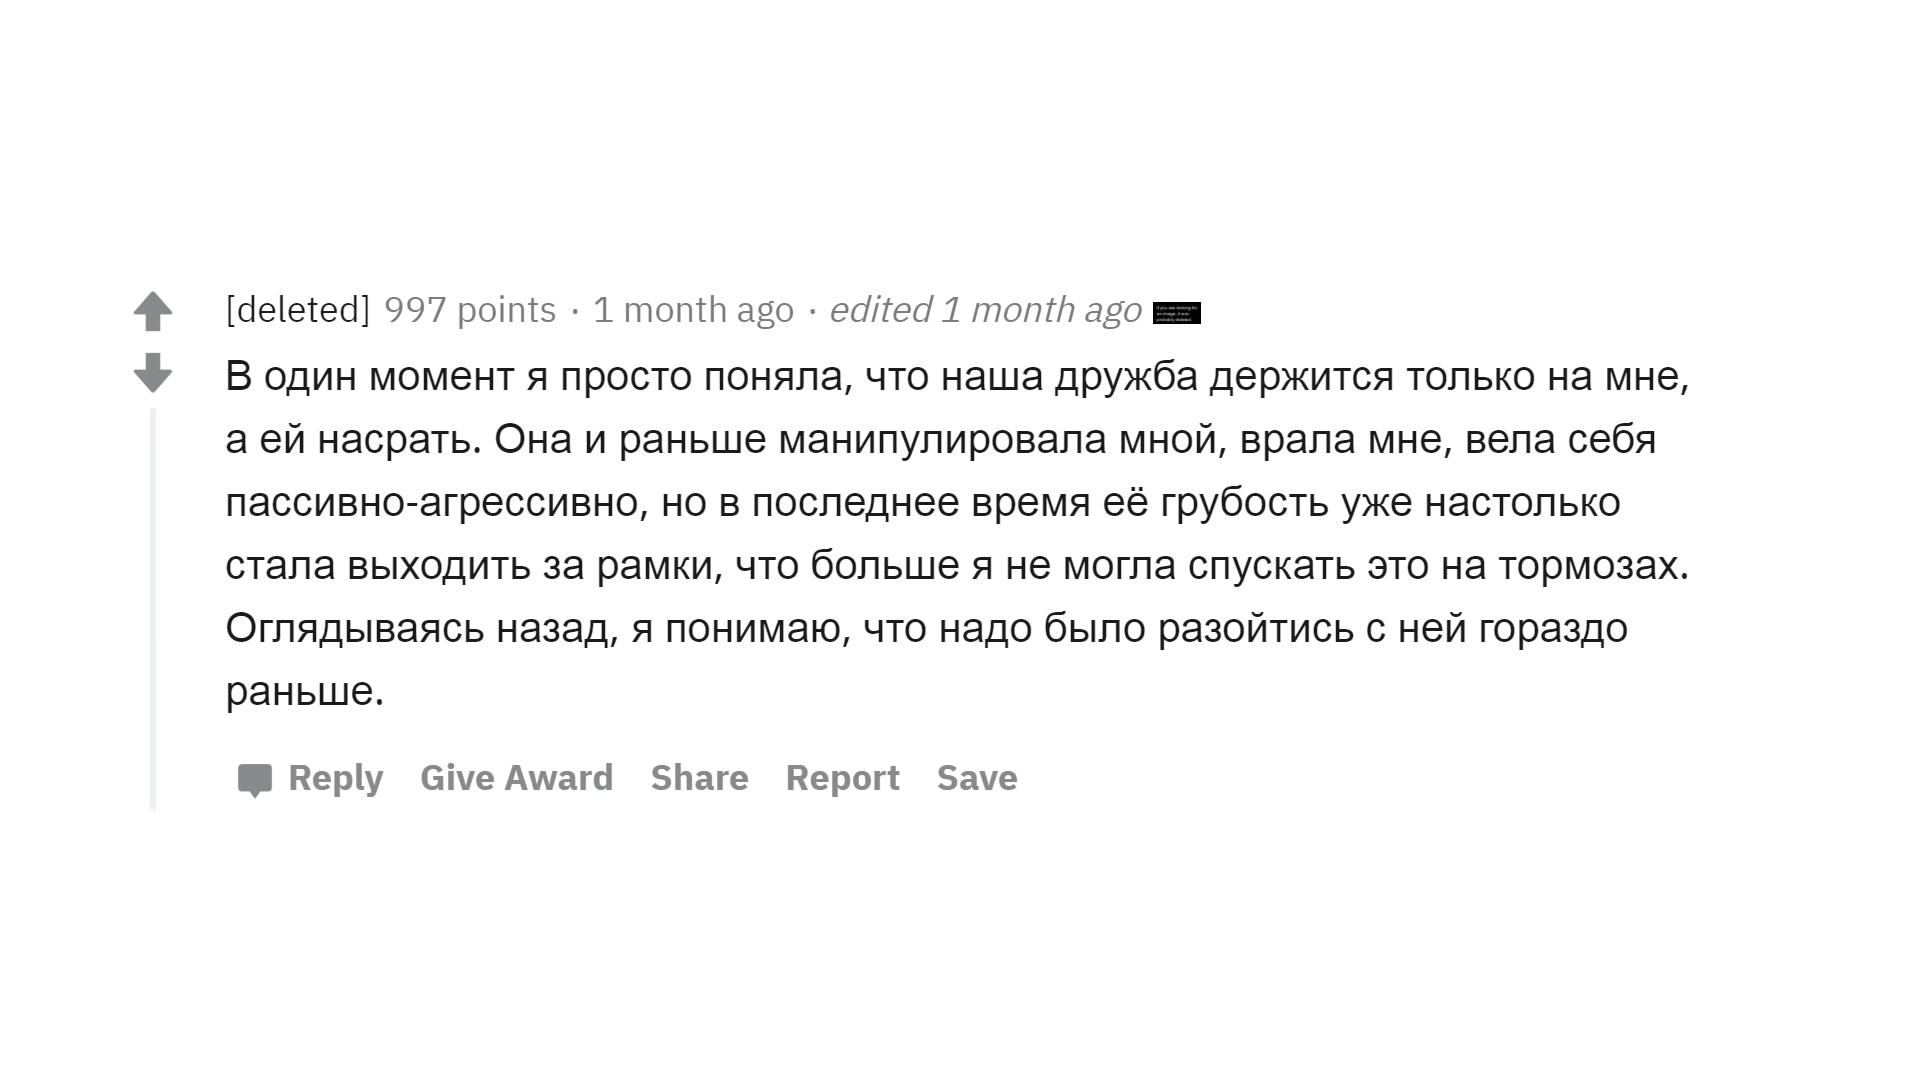 [deleted] 997 points · 1 month ago · edited 1 month ago
В один момент я просто поняла, что наша дружба держится только на мне,
а ей насрать. Она и раньше манипулировала мной, врала мне, вела себя
пассивно-агрессивно, но в последнее время её грубость уже настолько
стала выходить за рамки, что больше я не могла спускать это на тормозах.
Оглядываясь назад, я понимаю, что надо было разойтись с ней гораздо
раньше.
Reply Give Award Share Report Save